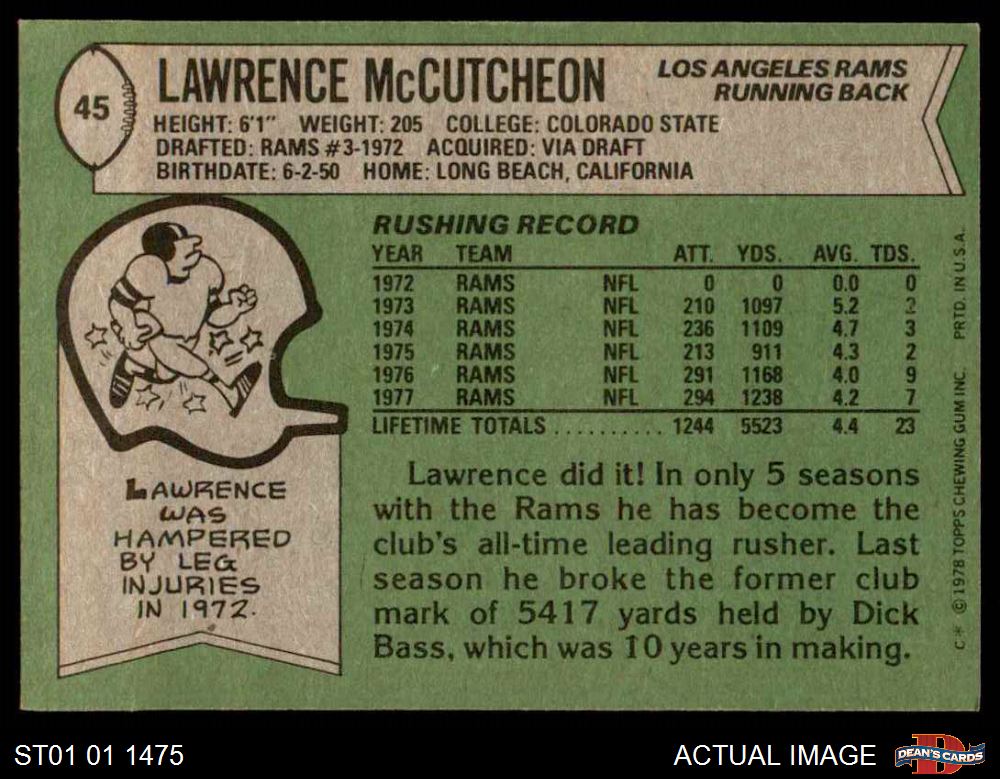 45
LAWRENCE McCUTCHEON
LOS ANGELES RAMS
RUNNING BACK
HEIGHT: 6'1" WEIGHT: 205 COLLEGE: COLORADO STATE
DRAFTED: RAMS #3-1972 ACQUIRED: VIA DRAFT
BIRTHDATE: 6-2-50 HOME: LONG BEACH, CALIFORNIA
RUSHING RECORD
YEAR TEAM ATT. YDS. AVG. TDS.
1972 RAMS NFL 0 0 0.0 0
1973 RAMS NFL 210 1097 5.2 2
1974 RAMS NFL 236 1109 4.7 3
1975 RAMS NFL 213 911 4.3 2
1976 RAMS NFL 291 1168 4.0 9
1977 RAMS NFL 294 1238 4.2 7
LIFETIME TOTALS .......... 1244 5523 4.4 23
LAWRENCE
WAS
HAMPERED
BY LEG
INJURIES
IN 1972.
Lawrence did it! In only 5 seasons
with the Rams he has become the
club's all-time leading rusher. Last
season he broke the former club
mark of 5417 yards held by Dick
Bass, which was 10 years in making.
C* © 1978 TOPPS CHEWING GUM INC. PRTD. IN U.S.A.
ST01 01 1475
ACTUAL IMAGE
D
DEAN'S CARDS